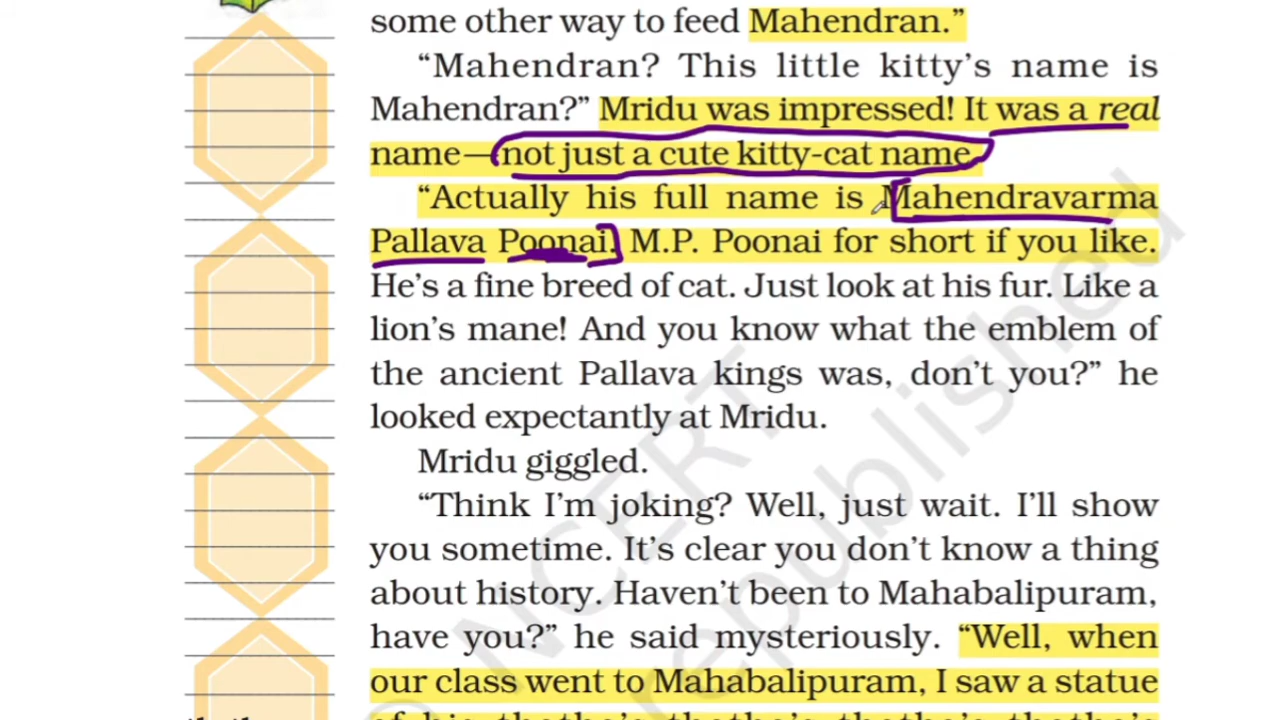 some other way to feed Mahendran.”
“Mahendran? This little kitty’s name is
Mahendran?” Mridu was impressed! It was a real
name—not just a cute kitty-cat name.
“Actually his full name is Mahendravarma
Pallava Poonai. M.P. Poonai for short if you like.
He’s a fine breed of cat. Just look at his fur. Like a
lion’s mane! And you know what the emblem of
the ancient Pallava kings was, don’t you?” he
looked expectantly at Mridu.
Mridu giggled.
“Think I’m joking? Well, just wait. I’ll show
you sometime. It’s clear you don’t know a thing
about history. Haven’t been to Mahabalipuram,
have you?” he said mysteriously. “Well, when
our class went to Mahabalipuram, I saw a statue
NCERT
republished